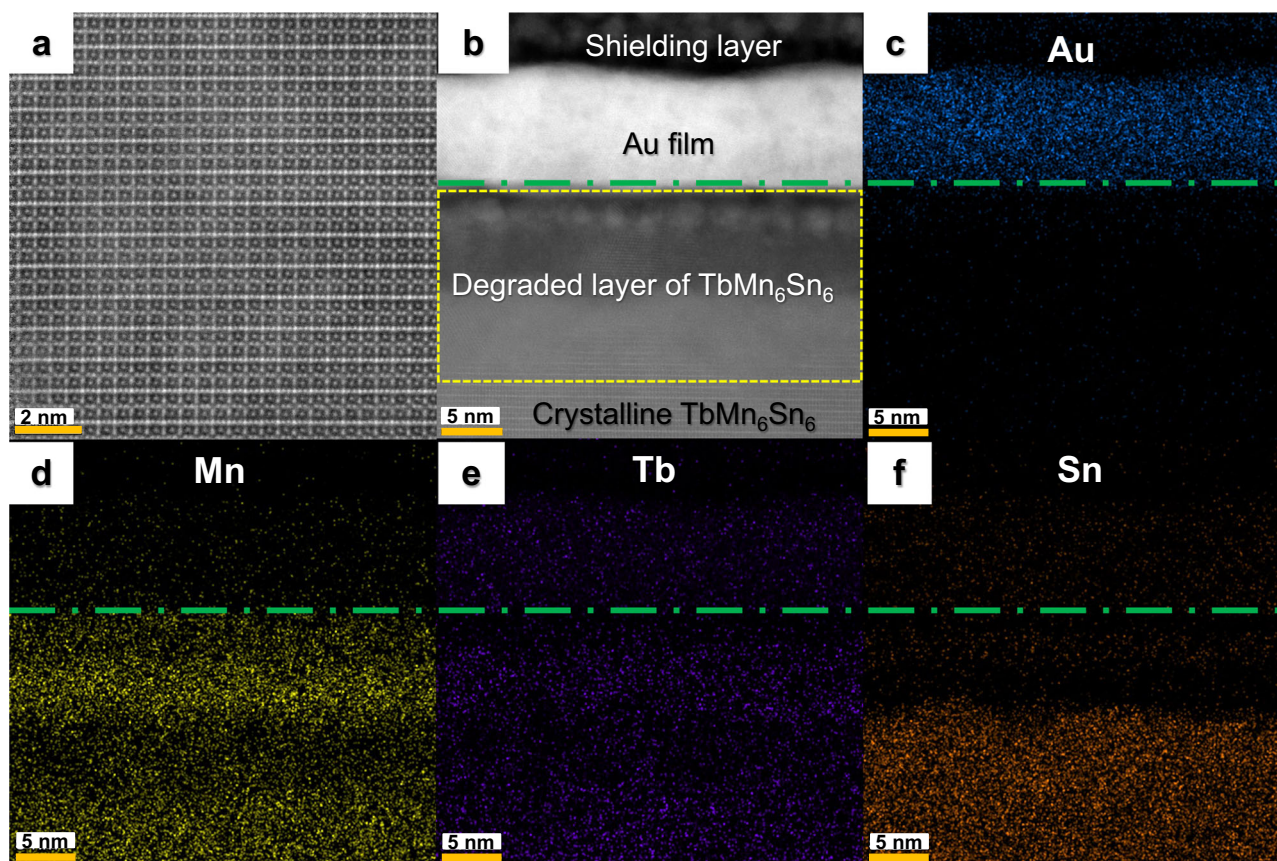 a
2 nm
b
Shielding layer
Au film
Degraded layer of TbMn₆Sn₆
5 nm
Crystalline TbMn₆Sn₆
c
Au
5 nm
d
Mn
5 nm
e
Tb
5 nm
f
Sn
5 nm